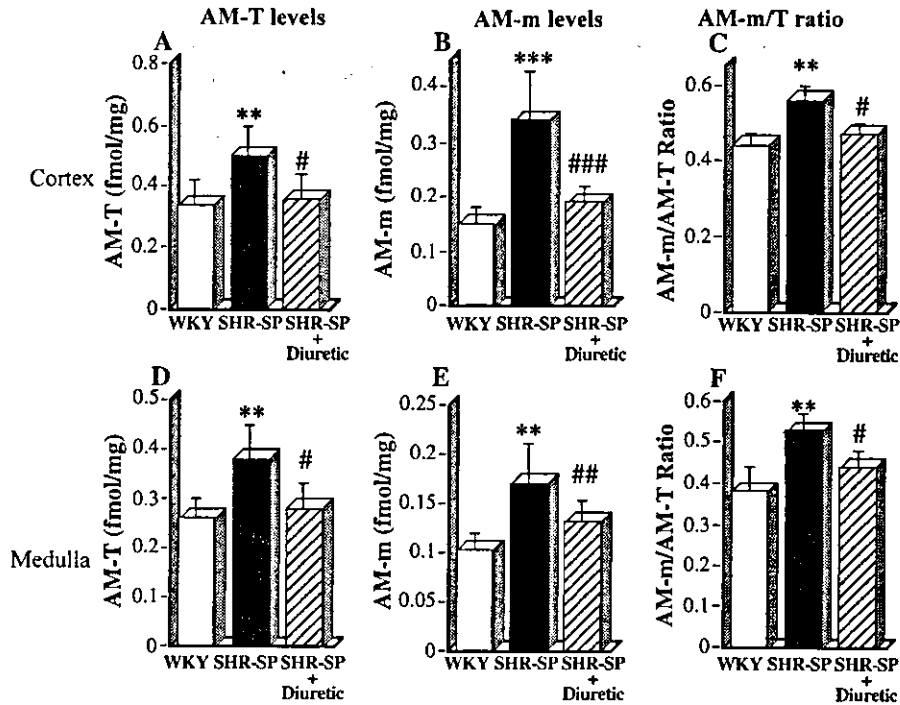 AM-T levels
AM-m levels
AM-m/T ratio
Cortex
A
AM-T (fmol/mg)
0.8
0.6
0.4
0.2
0
**
#
WKY SHR-SP SHR-SP
+
Diuretic
B
AM-m (fmol/mg)
0.4
0.3
0.2
0.1
0
***
###
WKY SHR-SP SHR-SP
+
Diuretic
C
AM-m/AM-T Ratio
0.6
0.4
0.2
0
**
#
WKY SHR-SP SHR-SP
+
Diuretic
Medulla
D
AM-T (fmol/mg)
0.5
0.4
0.3
0.2
0.1
0
**
#
WKY SHR-SP SHR-SP
+
Diuretic
E
AM-m (fmol/mg)
0.25
0.2
0.15
0.1
0.05
0
**
##
WKY SHR-SP SHR-SP
+
Diuretic
F
AM-m/AM-T Ratio
0.6
0.5
0.4
0.4
0.2
0.1
0
**
#
WKY SHR-SP SHR-SP
+
Diuretic